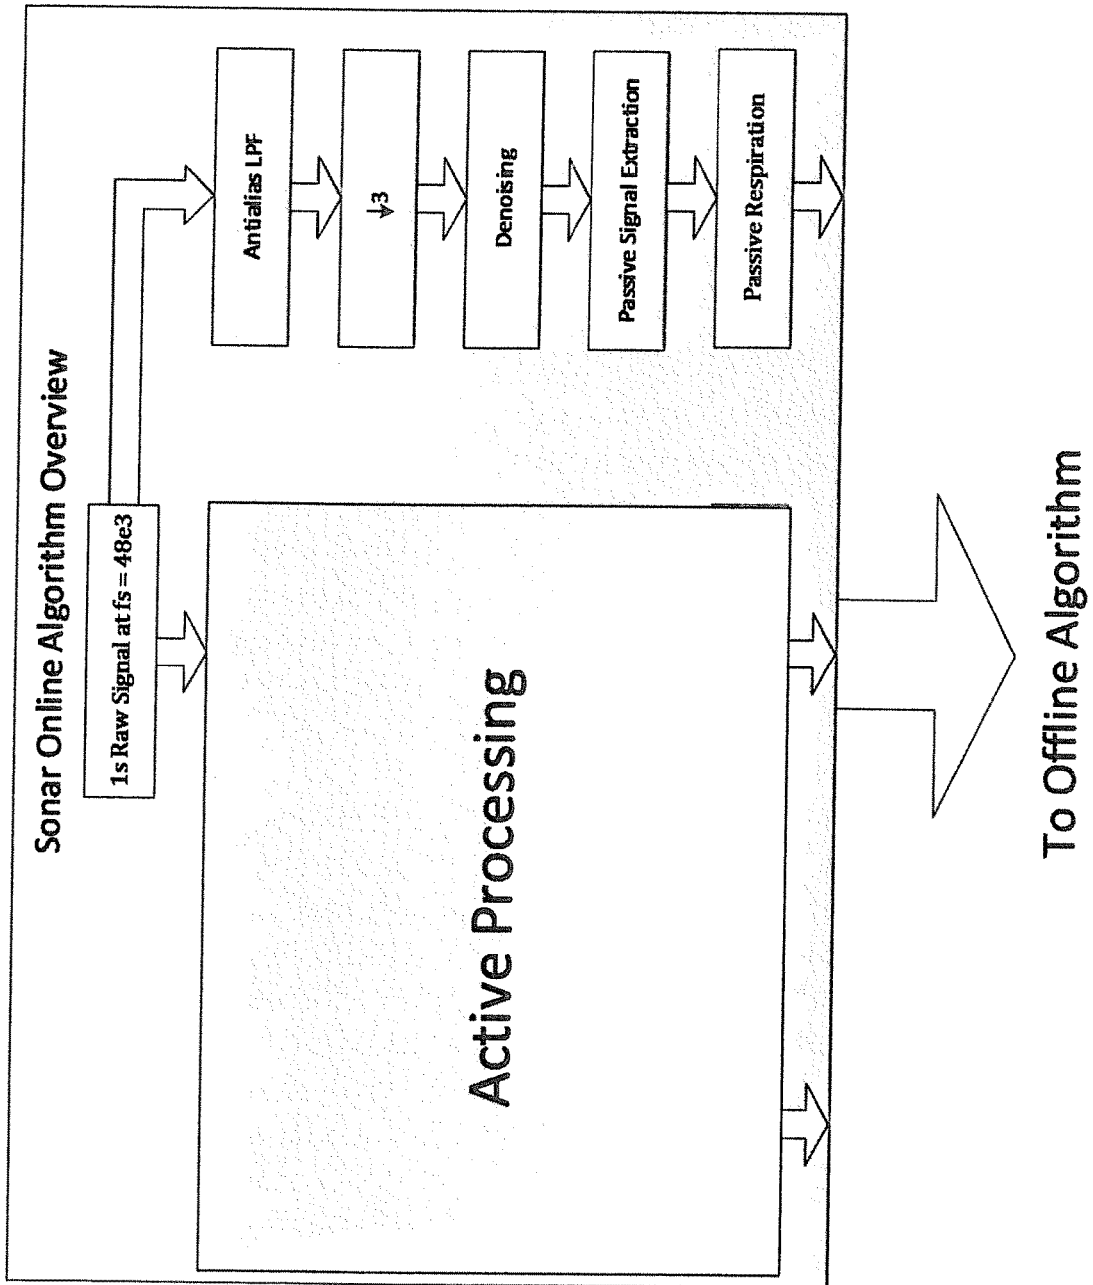 Sonar Online Algorithm Overview
1s Raw Signal at fs = 48e3
Active Processing
Antialias LPF
↓3
Denoising
Passive Signal Extraction
Passive Respiration
To Offline Algorithm